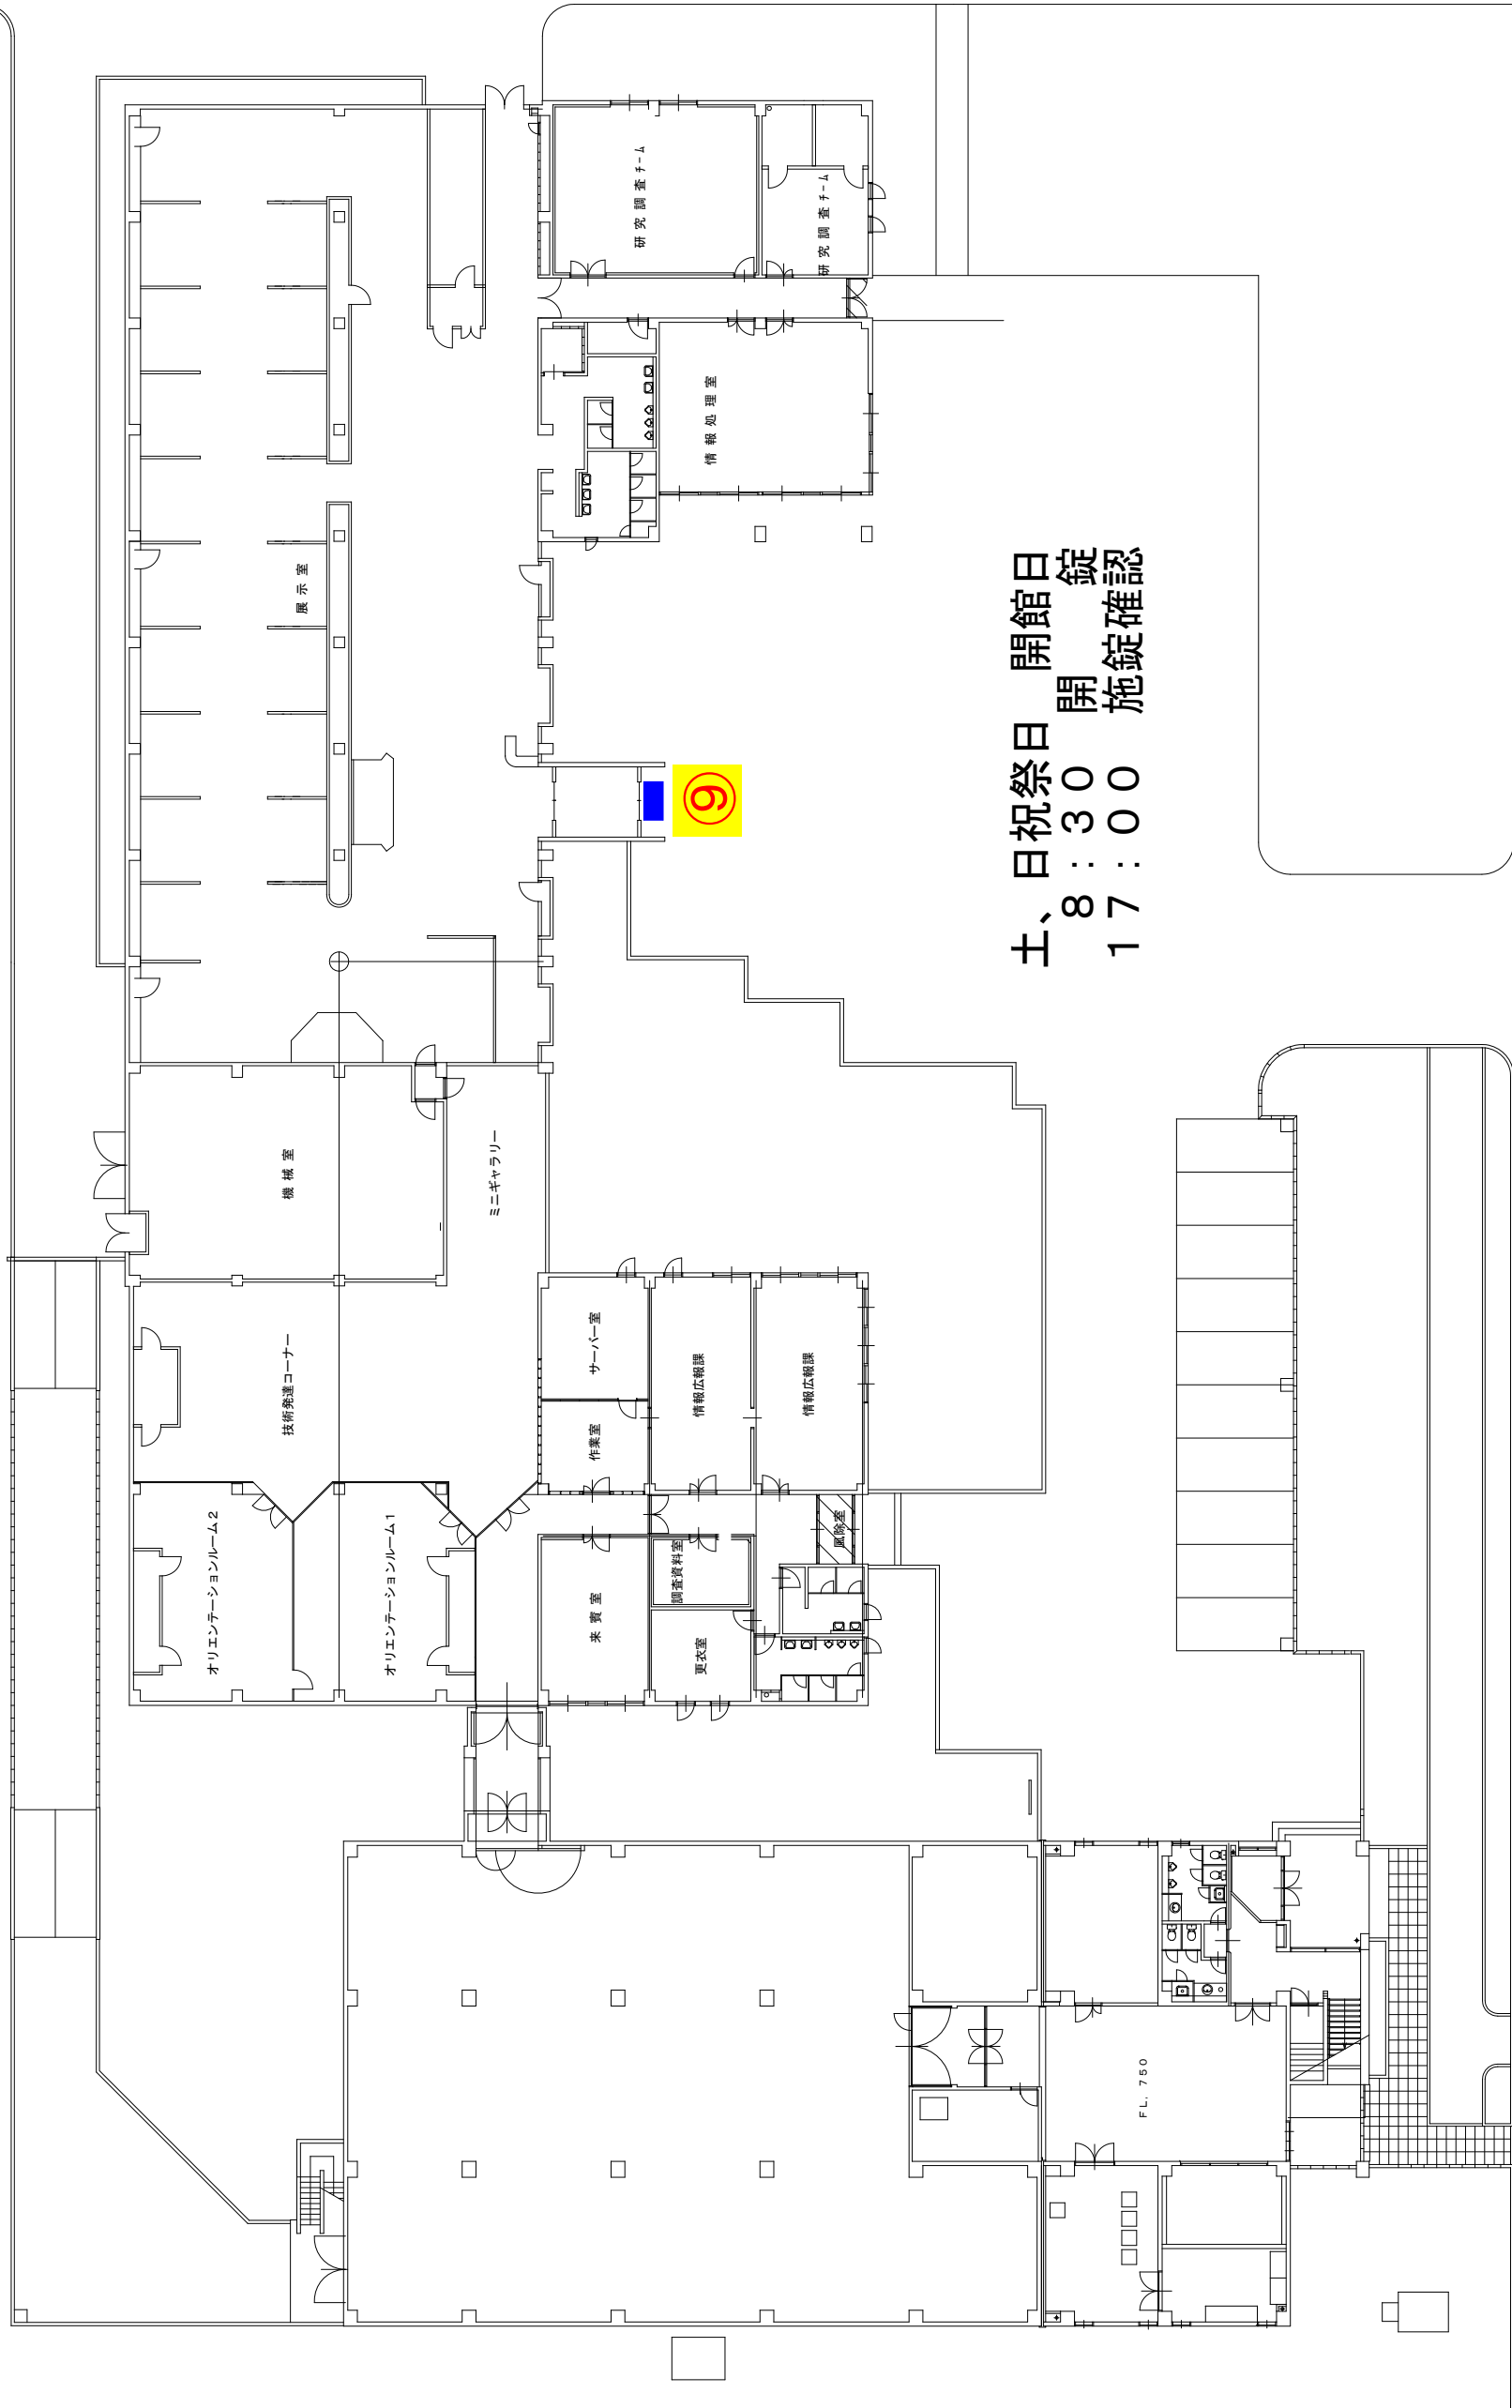 オリエンテーションルーム２
オリエンテーションルーム１
来 賓 室
更衣室
調査資料室
風除室
技術発達コーナー
作業室
サーバー室
情報広報課
情報広報課
機 械 室
ミニギャラリー
展 示 室
⑨
情 報 処 理 室
研 究 調 査 チ ー ム
研 究 調 査 チ ー ム
土、日祝祭日　開館日
８：３０　開　錠
１７：００　施錠確認
ＦＬ．７５０